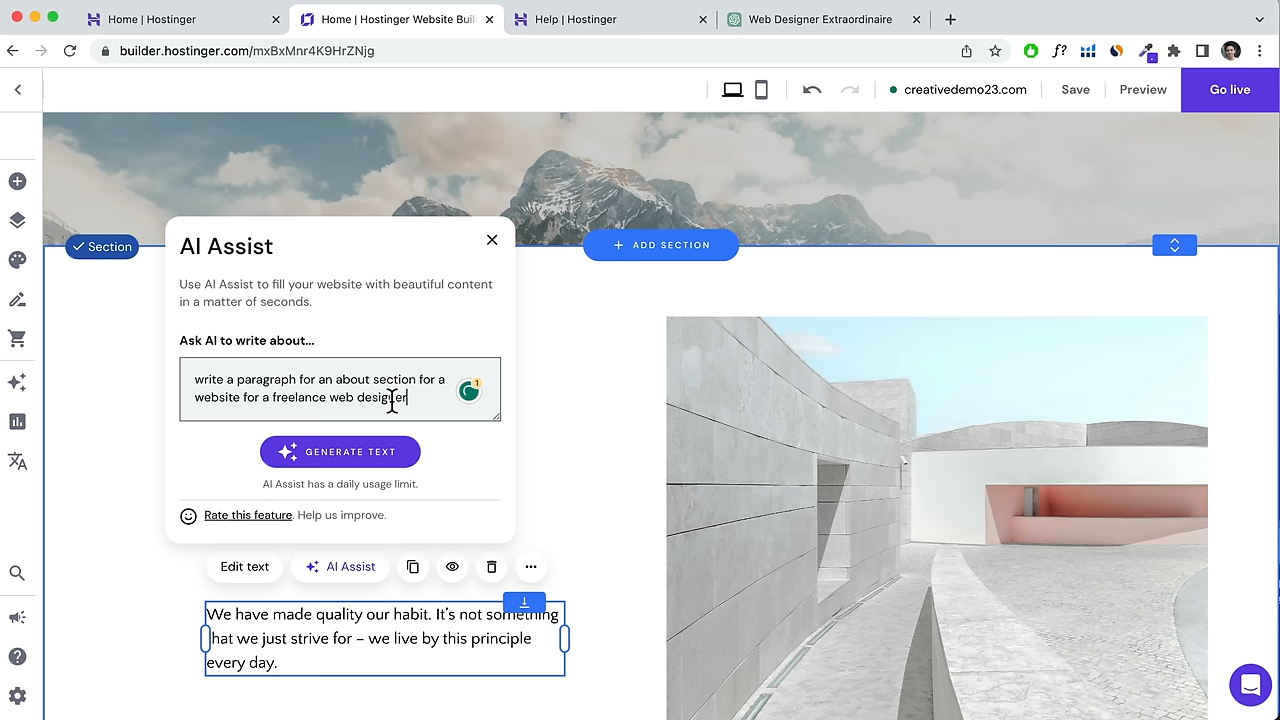 Home | Hostinger
Home | Hostinger Website Buil
Help | Hostinger
Web Designer Extraordinaire
builder.hostinger.com/mxBxMnr4K9HrZNjg
f?
creativedemo23.com
Save
Preview
Go live
Section
ADD SECTION
AI Assist
Use AI Assist to fill your website with beautiful content
in a matter of seconds.
Ask AI to write about...
write a paragraph for an about section for a
website for a freelance web designer
1
GENERATE TEXT
AI Assist has a daily usage limit.
Rate this feature. Help us improve.
Edit text
AI Assist
We have made quality our habit. It's not something
that we just strive for – we live by this principle
every day.